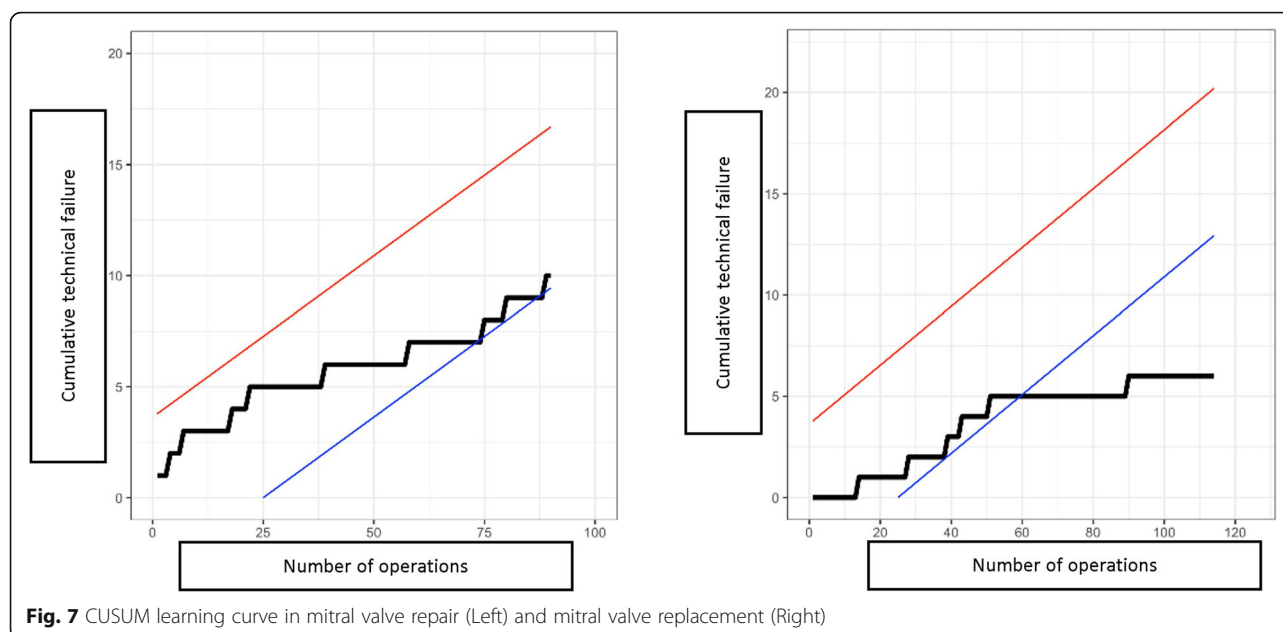 Cumulative technical failure
20
15
10
5
0
0 25 50 75 100
Number of operations
Cumulative technical failure
20
15
10
5
0
0 20 40 60 80 100 120
Number of operations
Fig. 7 CUSUM learning curve in mitral valve repair (Left) and mitral valve replacement (Right)